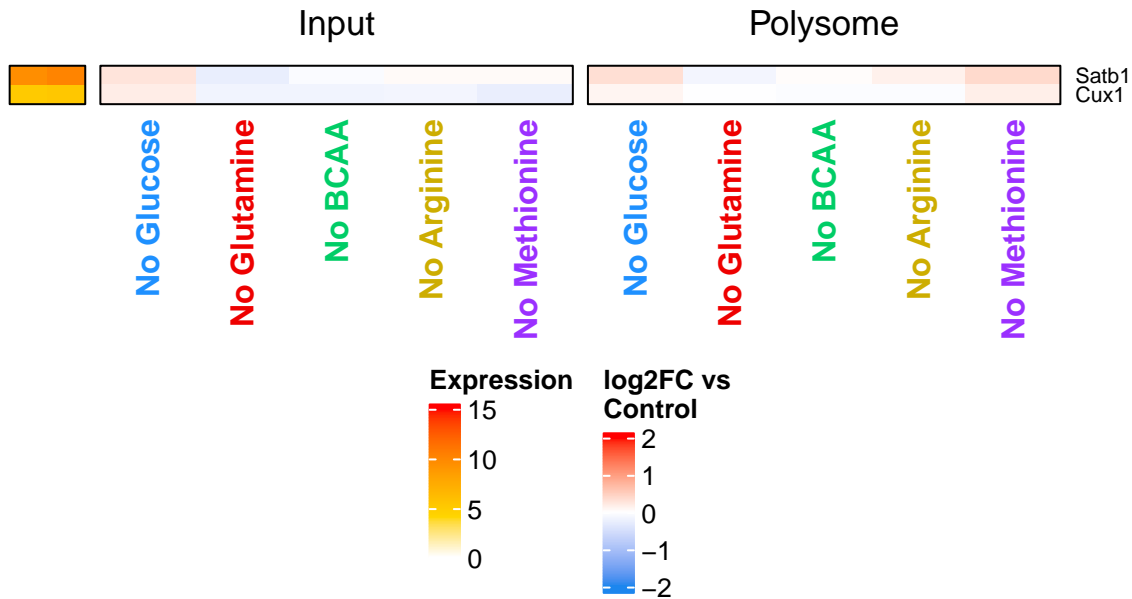 Input
Polysome
Satb1
Cux1
No Glucose
No Glutamine
No BCAA
No Arginine
No Methionine
No Glucose
No Glutamine
No BCAA
No Arginine
No Methionine
Expression
15
10
5
0
log2FC vs
Control
2
1
0
−1
−2